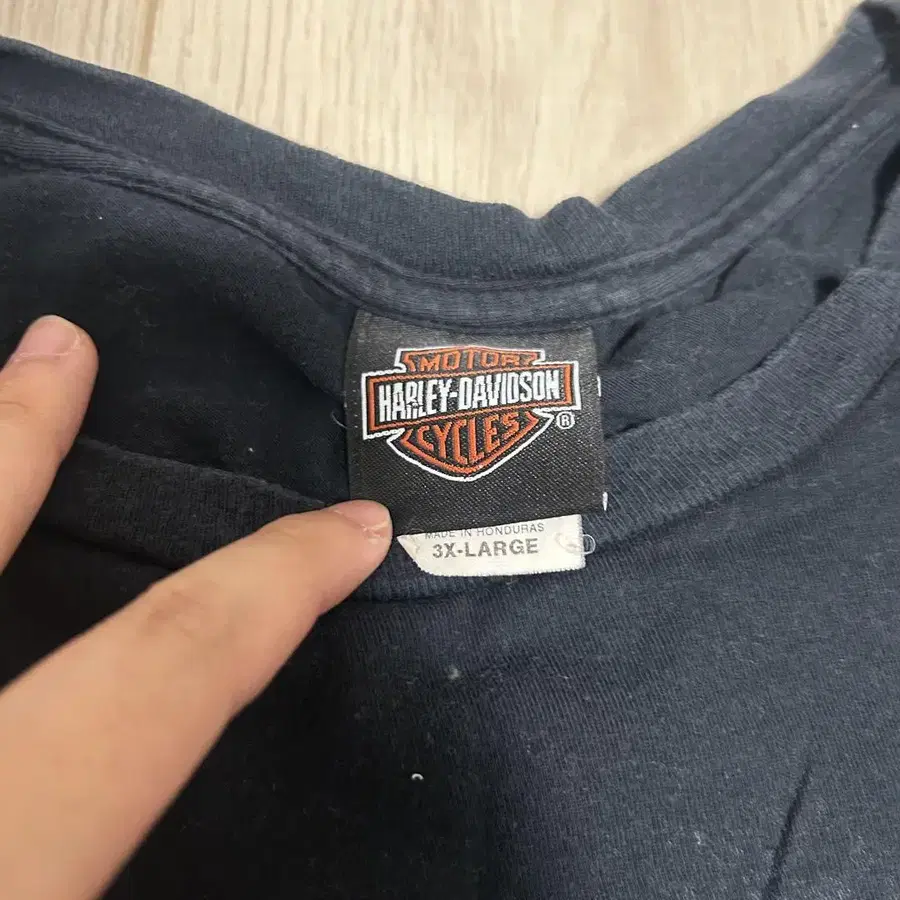 MOTOR
HARLEY-DAVIDSON
CYCLES
®
MADE IN HONDURAS
3X-LARGE